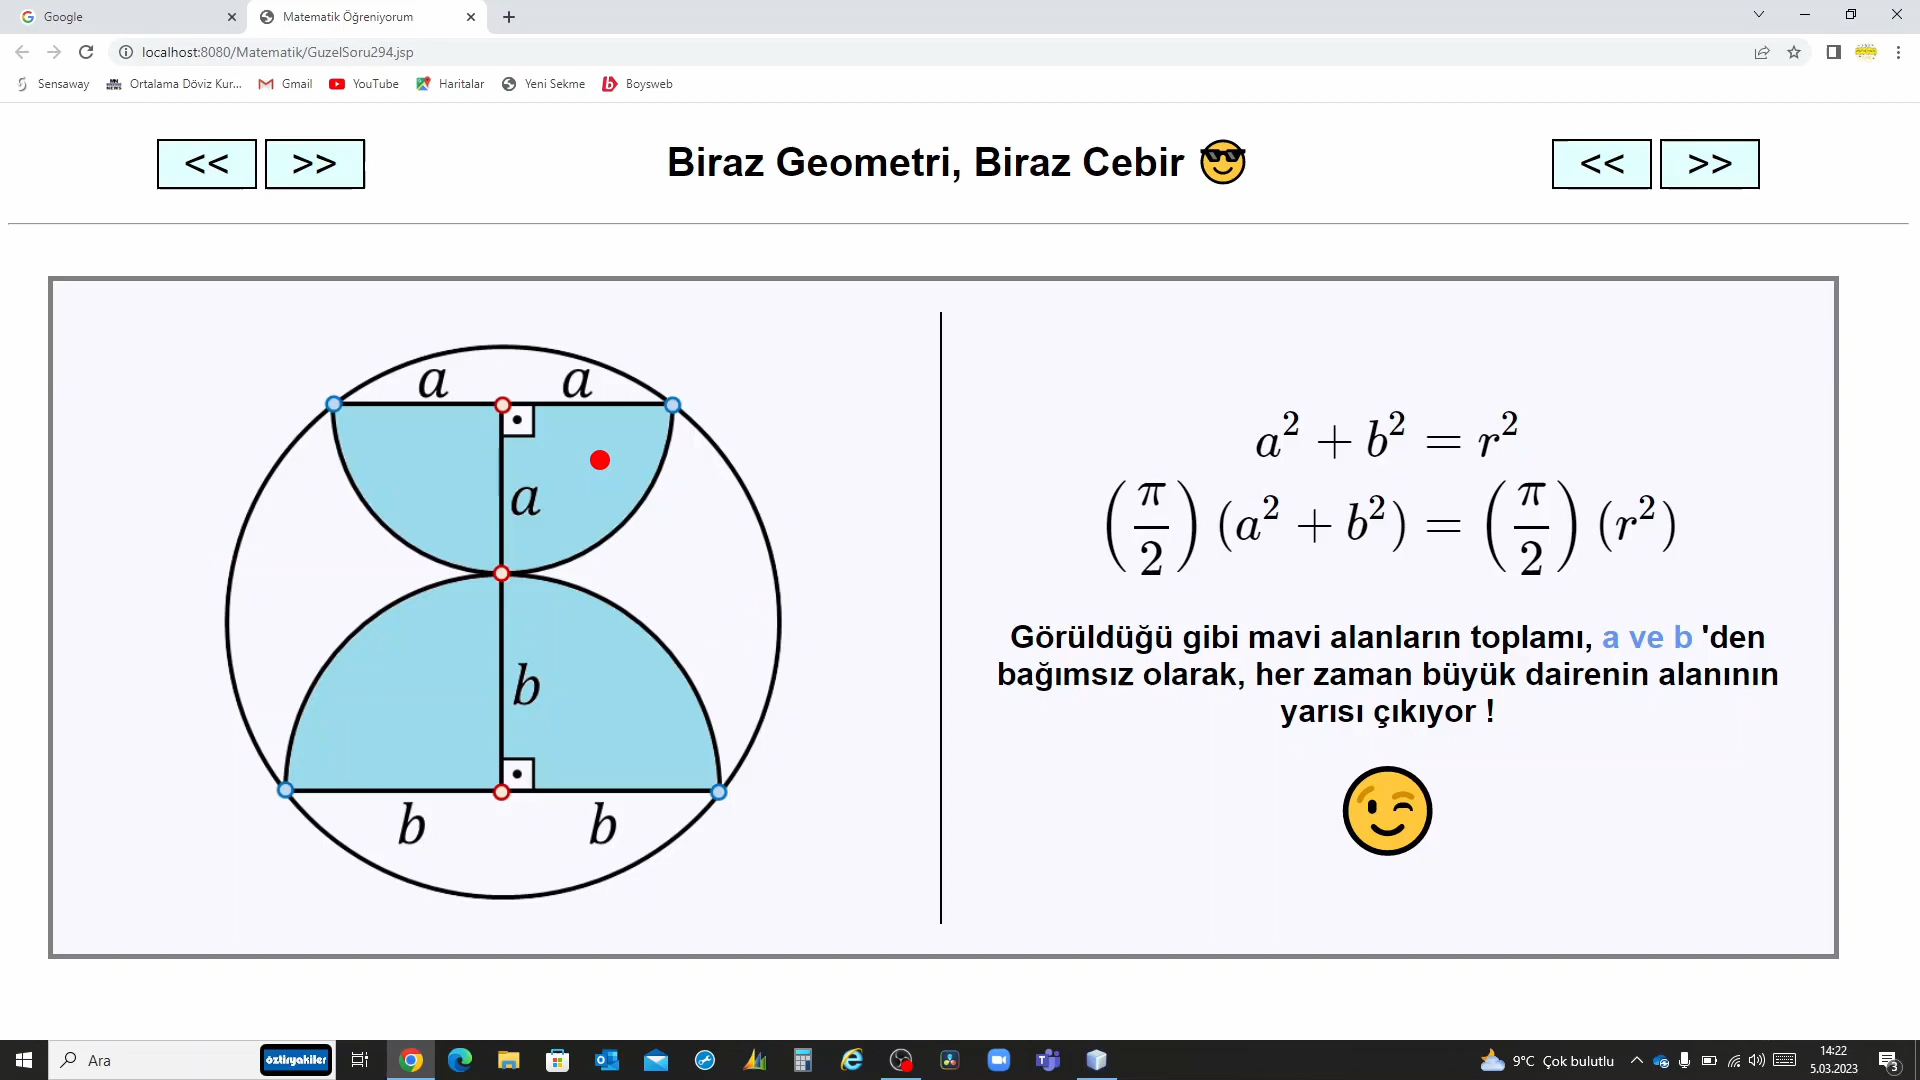 Google
Matematik Öğreniyorum
localhost:8080/Matematik/GuzelSoru294.jsp
Sensaway
Ortalama Döviz Kur...
Gmail
YouTube
Haritalar
Yeni Sekme
Boysweb
<< >>
Biraz Geometri, Biraz Cebir 😎
<< >>
a a
a
b
b b
a² + b² = r²
(π/2) (a² + b²) = (π/2) (r²)
Görüldüğü gibi mavi alanların toplamı, a ve b 'den
bağımsız olarak, her zaman büyük dairenin alanının
yarısı çıkıyor !
Ara
öztiryakiler
9°C Çok bulutlu
14:22
5.03.2023
3